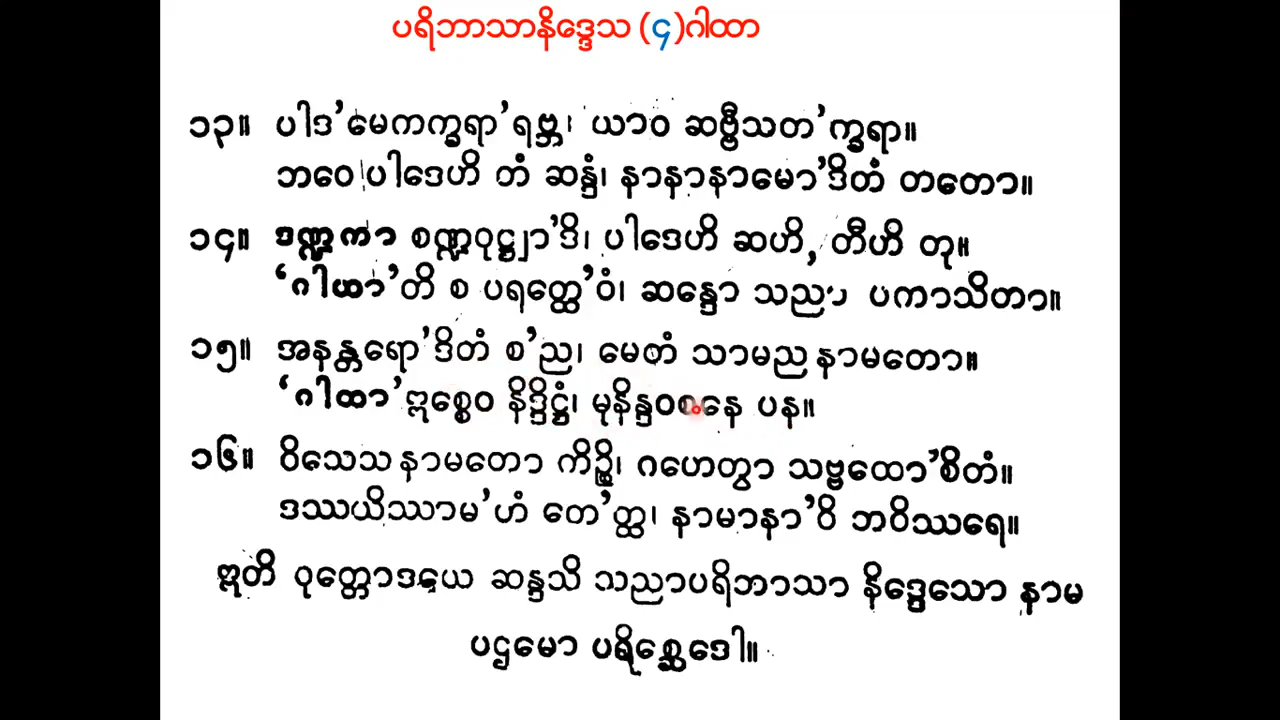 ပရိဘာသာနိဒ္ဒေသ (၄)ဂါထာ
၁၃။ ပါဒ’မေကက္ခရာ’ရဗ္ဘ၊ ယာဝ ဆဗ္ဗီသတ’က္ခရာ။
ဘဝေ ပါဒေဟိ တံ ဆန္ဒံ၊ နာနာနာမော’ဒိတံ တတော။
၁၄။ ဒဏ္ဍကာ စဏ္ဍဝုဋ္ဌျာ’ဒိ၊ ပါဒေဟိ ဆဟိ, တီဟိ တု။
‘ဂါထာ’တိ စ ပရတ္ထေ’ဝံ၊ ဆန္ဒော သညာ ပကာသိတာ။
၁၅။ အနန္တရော’ဒိတံ စ’ည၊ မေတံ သာမည နာမတော။
‘ဂါထာ’ဣစ္စေဝ နိဒ္ဒိဋ္ဌံ၊ မုနိန္ဒဝစနေ ပန။
၁၆။ ဝိသေသ နာမတော ကိဉ္စိ၊ ဂဟေတွာ သဗ္ဗထော’စိတံ။
ဒဿယိဿာမ’ဟံ တေ’တ္ထ၊ နာမာနာ’ဝိ ဘဝိဿရေ။
ဣတိ ဝုတ္တောဒယေ ဆန္ဒသိ သညာပရိဘာသာ နိဒ္ဒေသော နာမ
ပဌမော ပရိစ္ဆေဒေါ။